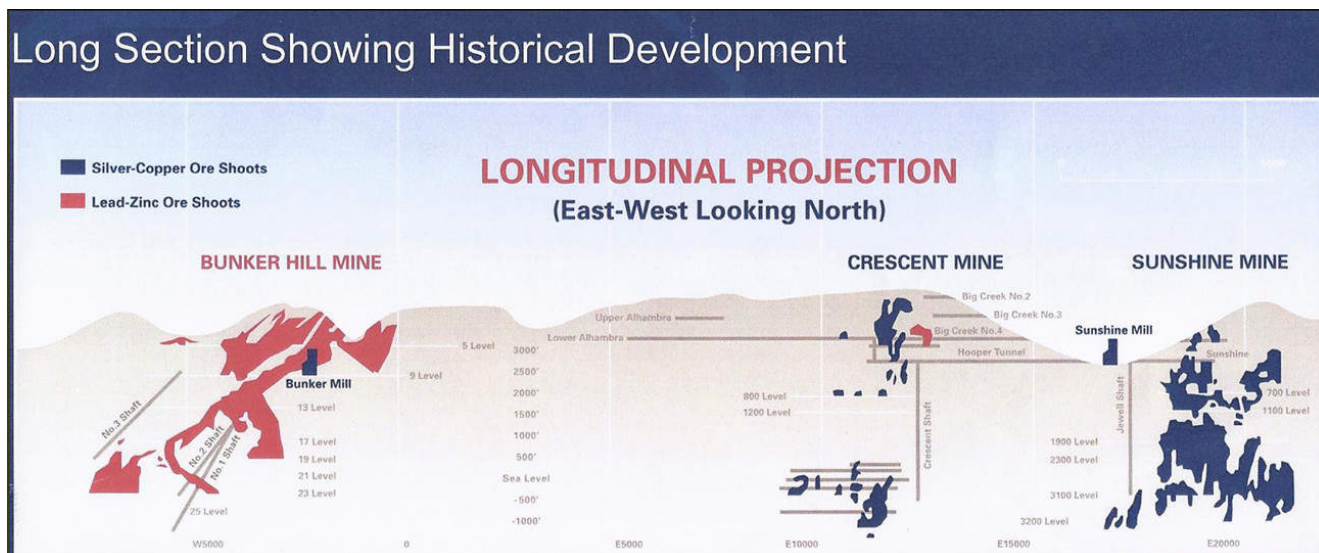 Long Section Showing Historical Development
Silver-Copper Ore Shoots
Lead-Zinc Ore Shoots
LONGITUDINAL PROJECTION
(East-West Looking North)
BUNKER HILL MINE
CRESCENT MINE
SUNSHINE MINE
Big Creek No.2
Upper Alhambra
Big Creek No.3
Lower Alhambra
Big Creek No.4
Sunshine Mill
5 Level
3000'
Hooper Tunnel
Sunshine
Bunker Mill
9 Level
2500'
2000'
800 Level
700 Level
13 Level
1500'
1200 Level
1100 Level
No.3 Shaft
No.2 Shaft
No.1 Shaft
Crescent Shaft
Jewell Shaft
17 Level
1000'
1900 Level
19 Level
500'
2300 Level
21 Level
Sea Level
23 Level
-500'
3100 Level
25 Level
-1000'
3200 Level
W5000
0
E5000
E10000
E15000
E20000